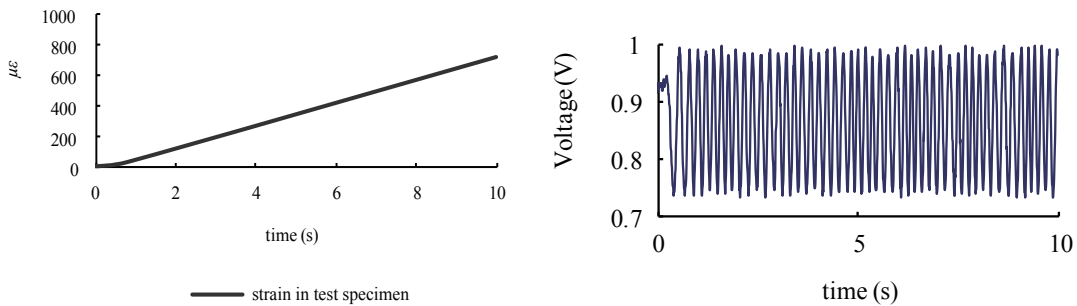 1000
800
600
400
200
0
με
0 2 4 6 8 10
time (s)
strain in test specimen
1
0.9
0.8
0.7
Voltage (V)
0 5 10
time (s)